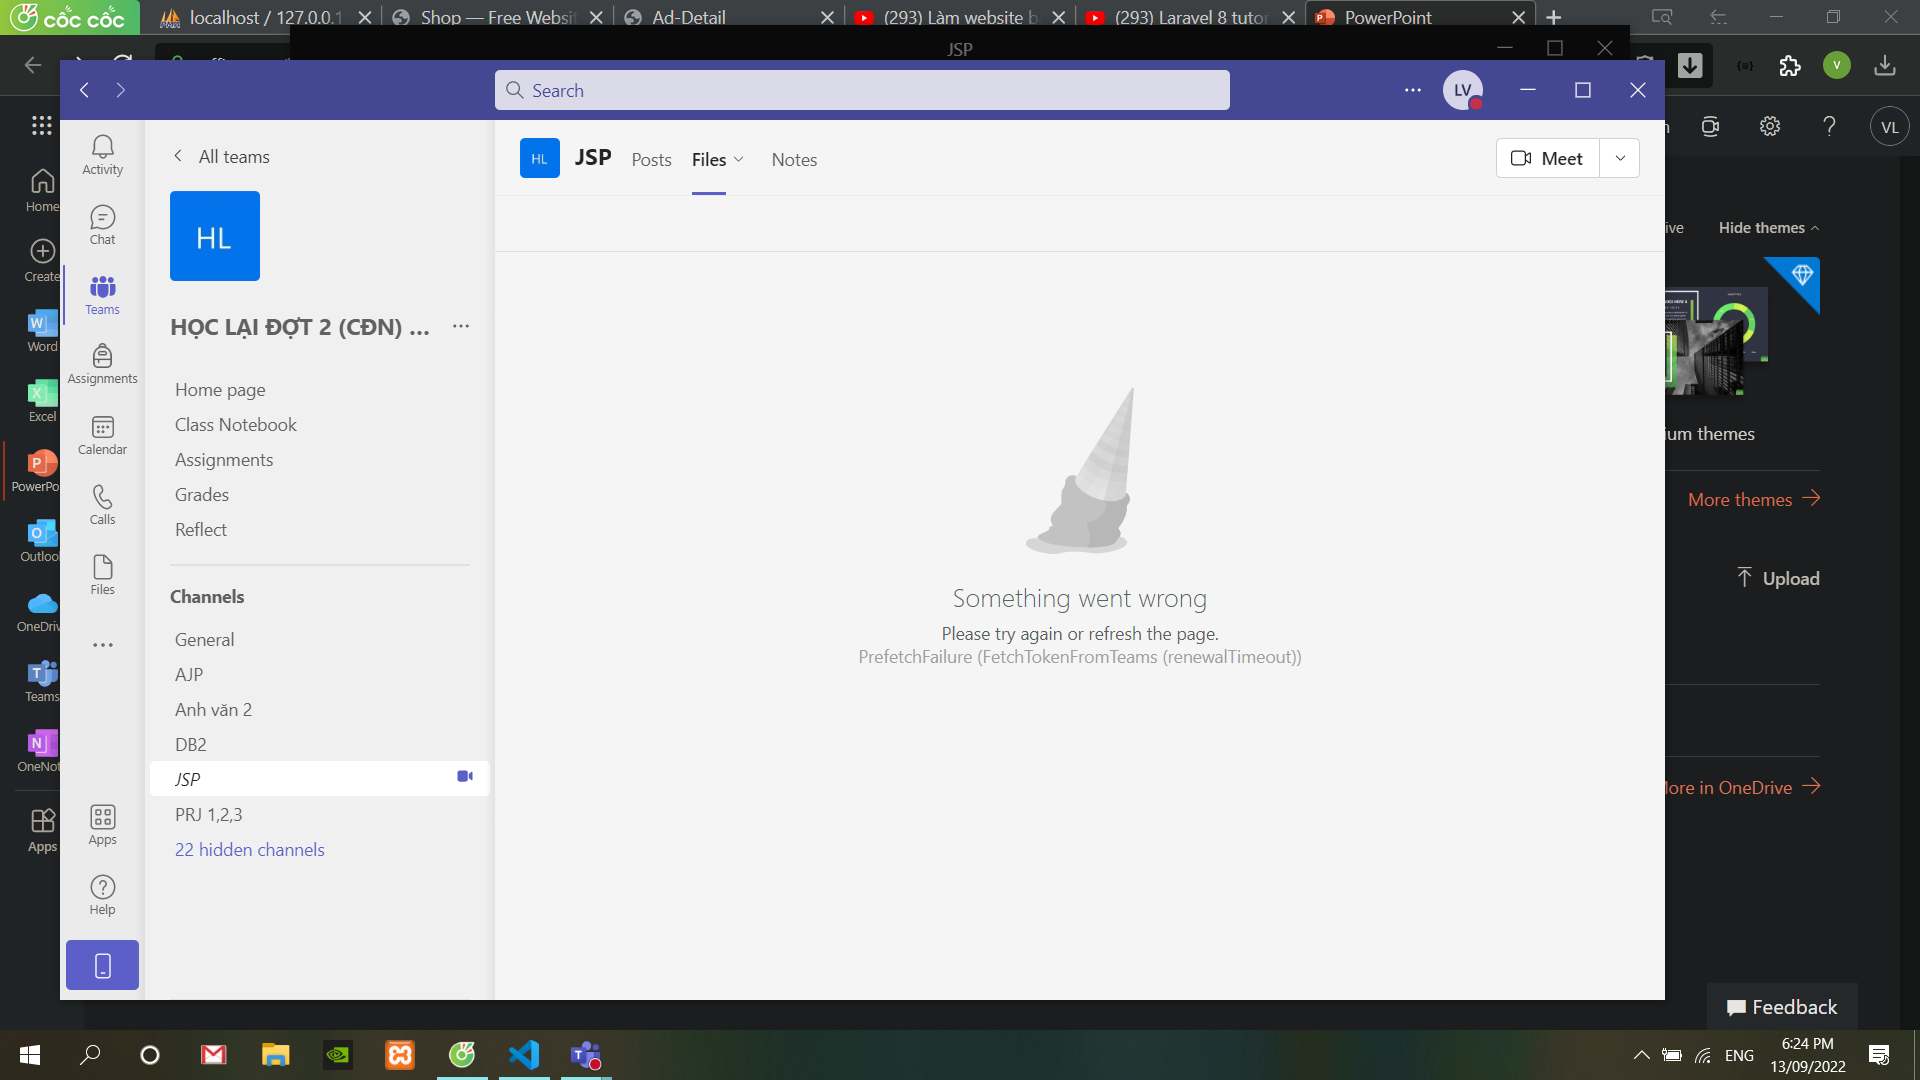 cốc cốc
localhost / 127.0.0.1
Shop — Free Websit
Ad-Detail
(293) Làm website b
(293) Laravel 8 tutor
PowerPoint
JSP
V
Search
LV
VL
Home
Create
Word
Excel
PowerPo
Outlool
OneDriv
Teams
OneNot
Apps
Activity
Chat
Teams
Assignments
Calendar
Calls
Files
Apps
Help
All teams
HL
HỌC LẠI ĐỢT 2 (CĐN) ...
Home page
Class Notebook
Assignments
Grades
Reflect
Channels
General
AJP
Anh văn 2
DB2
JSP
PRJ 1,2,3
22 hidden channels
HL
JSP
Posts
Files
Notes
Meet
Something went wrong
Please try again or refresh the page.
PrefetchFailure (FetchTokenFromTeams (renewalTimeout))
ive
Hide themes
ium themes
More themes
Upload
lore in OneDrive
Feedback
ENG
6:24 PM
13/09/2022